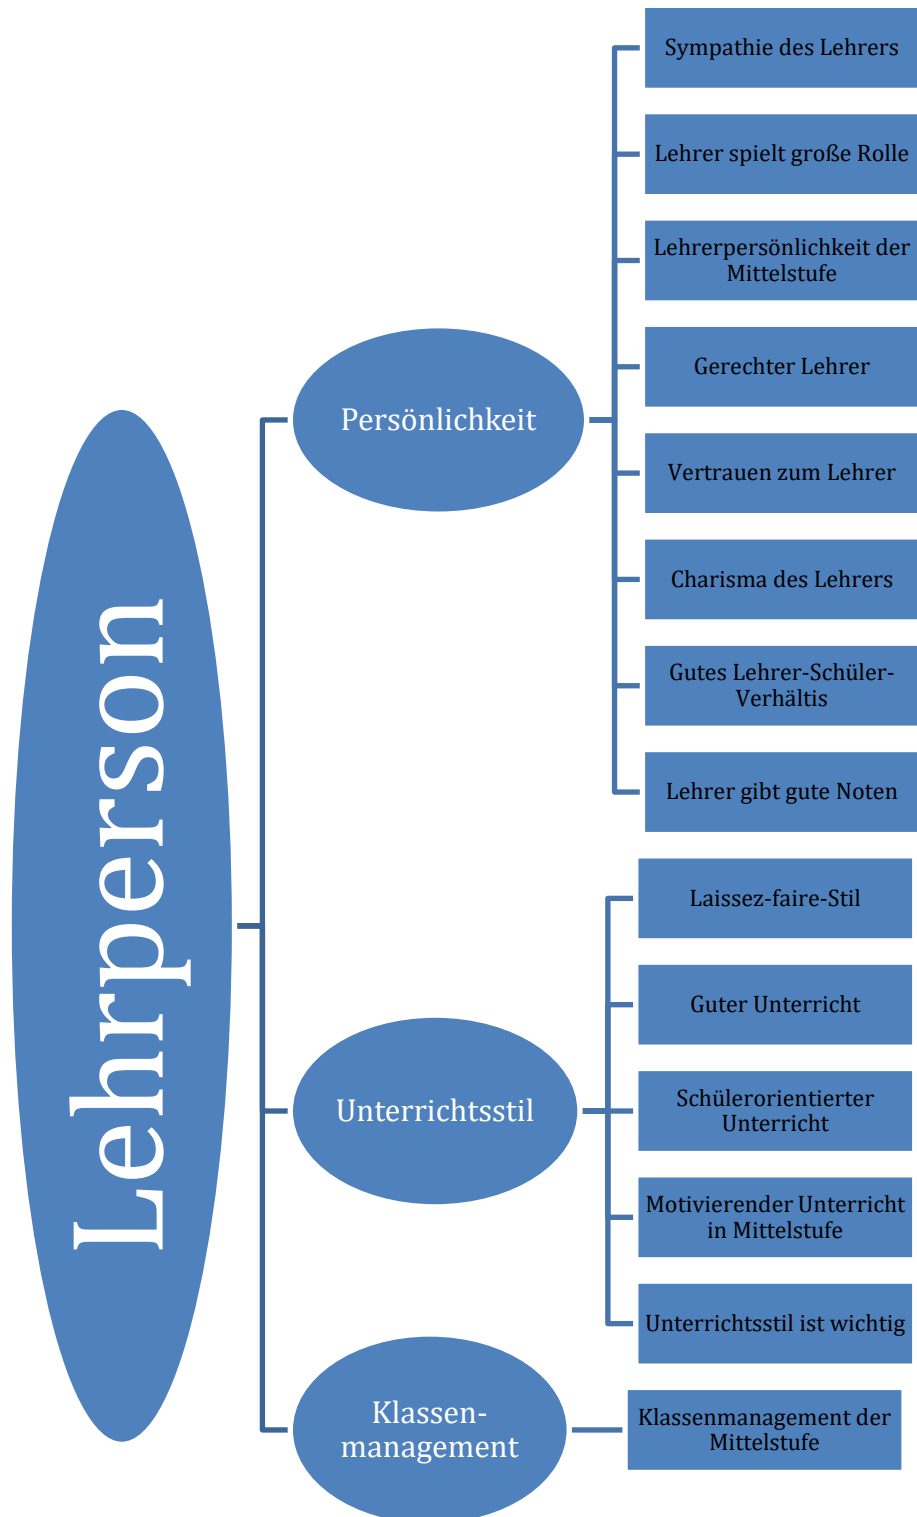 Lehrperson
Persönlichkeit
Sympathie des Lehrers
Lehrer spielt große Rolle
Lehrerpersönlichkeit der
Mittelstufe
Gerechter Lehrer
Vertrauen zum Lehrer
Charisma des Lehrers
Gutes Lehrer-Schüler-
Verhältis
Lehrer gibt gute Noten
Unterrichtsstil
Laissez-faire-Stil
Guter Unterricht
Schülerorientierter
Unterricht
Motivierender Unterricht
in Mittelstufe
Unterrichtsstil ist wichtig
Klassen-
management
Klassenmanagement der
Mittelstufe